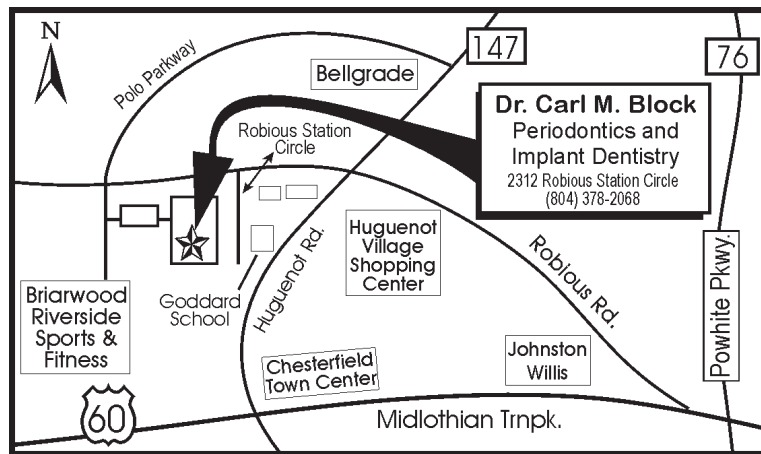 N
Polo Parkway
Bellgrade
147
76
Dr. Carl M. Block
Periodontics and
Implant Dentistry
2312 Robious Station Circle
(804) 378-2068
Robious Station
Circle
Huguenot Rd.
Huguenot
Village
Shopping
Center
Robious Rd.
Powhite Pkwy.
Goddard
School
Briarwood
Riverside
Sports &
Fitness
Chesterfield
Town Center
Johnston
Willis
60
Midlothian Trnpk.